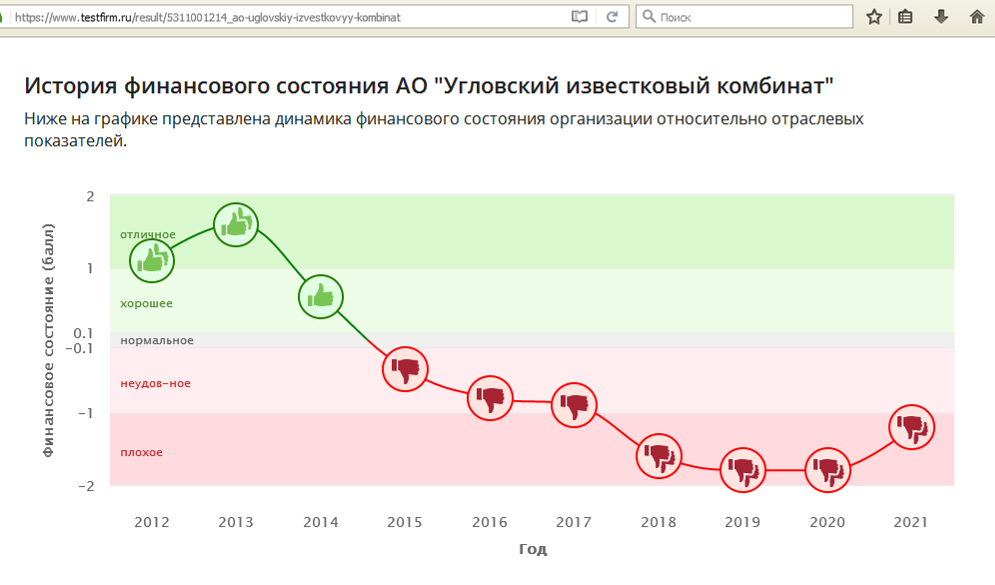 https://www.testfirm.ru/result/5311001214_ao-uglovskiy-izvestkovyy-kombinat
Поиск
История финансового состояния АО "Угловский известковый комбинат"
Ниже на графике представлена динамика финансового состояния организации относительно отраслевых
показателей.
Финансовое состояние (балл)
2
отличное
1
хорошее
0.1
нормальное
−0.1
неудов-ное
−1
плохое
−2
2012 2013 2014 2015 2016 2017 2018 2019 2020 2021
Год